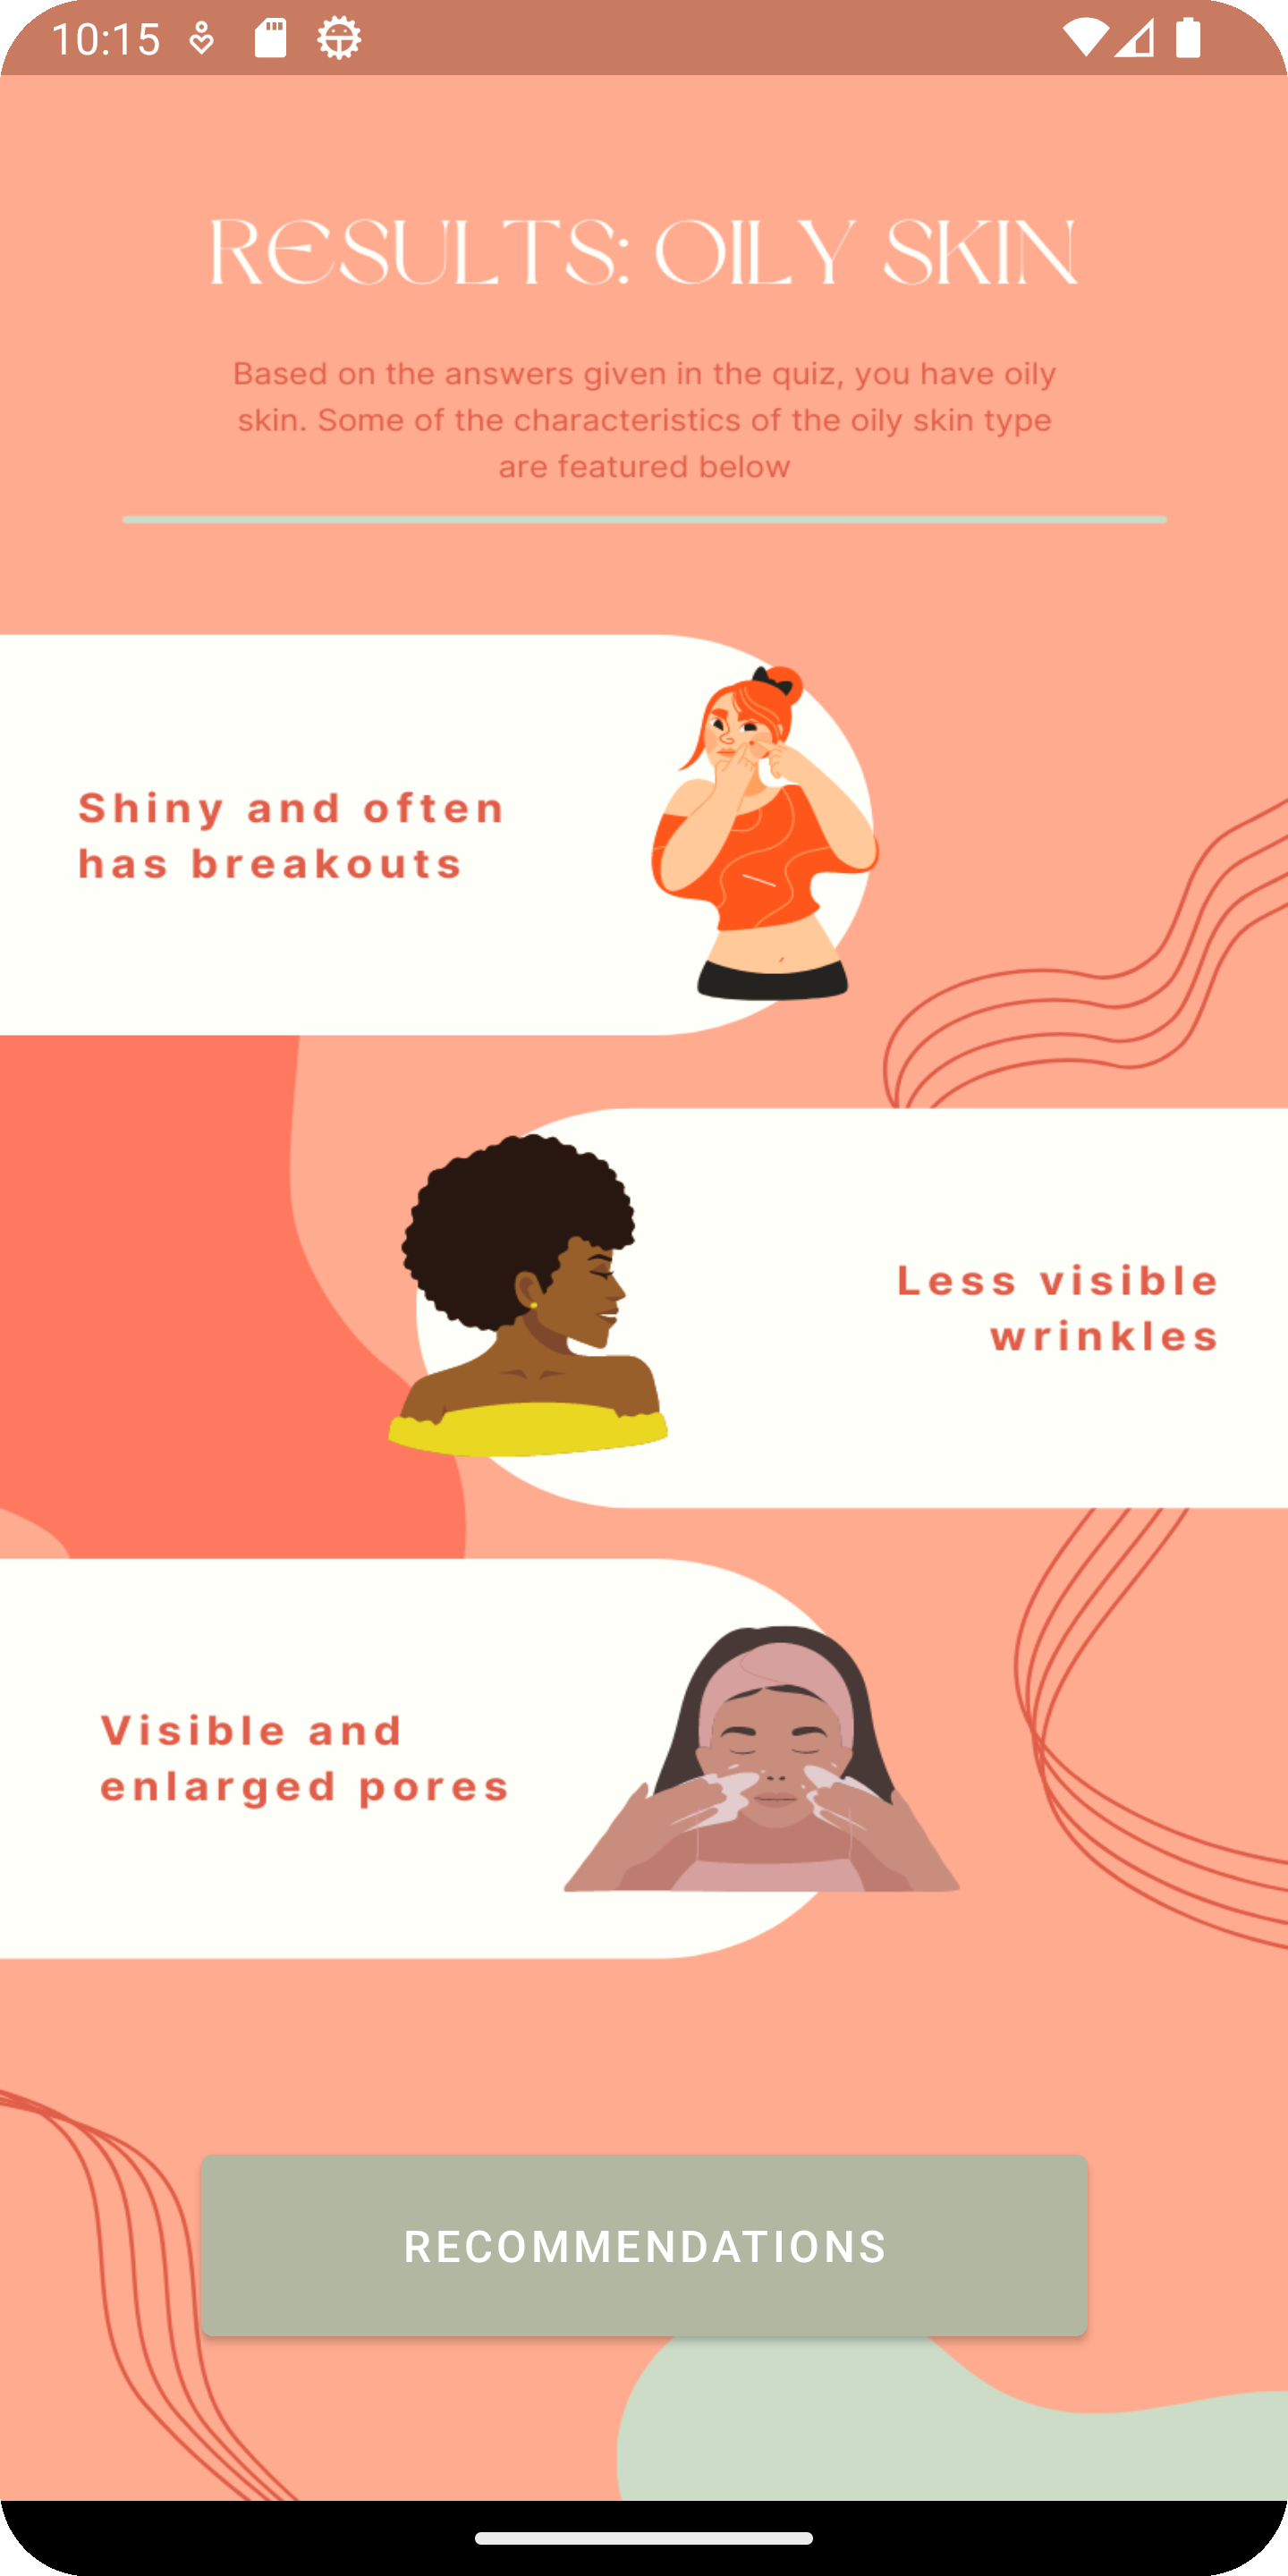 10:15
RESULTS: OILY SKIN
Based on the answers given in the quiz, you have oily
skin. Some of the characteristics of the oily skin type
are featured below
Shiny and often
has breakouts
Less visible
wrinkles
Visible and
enlarged pores
RECOMMENDATIONS